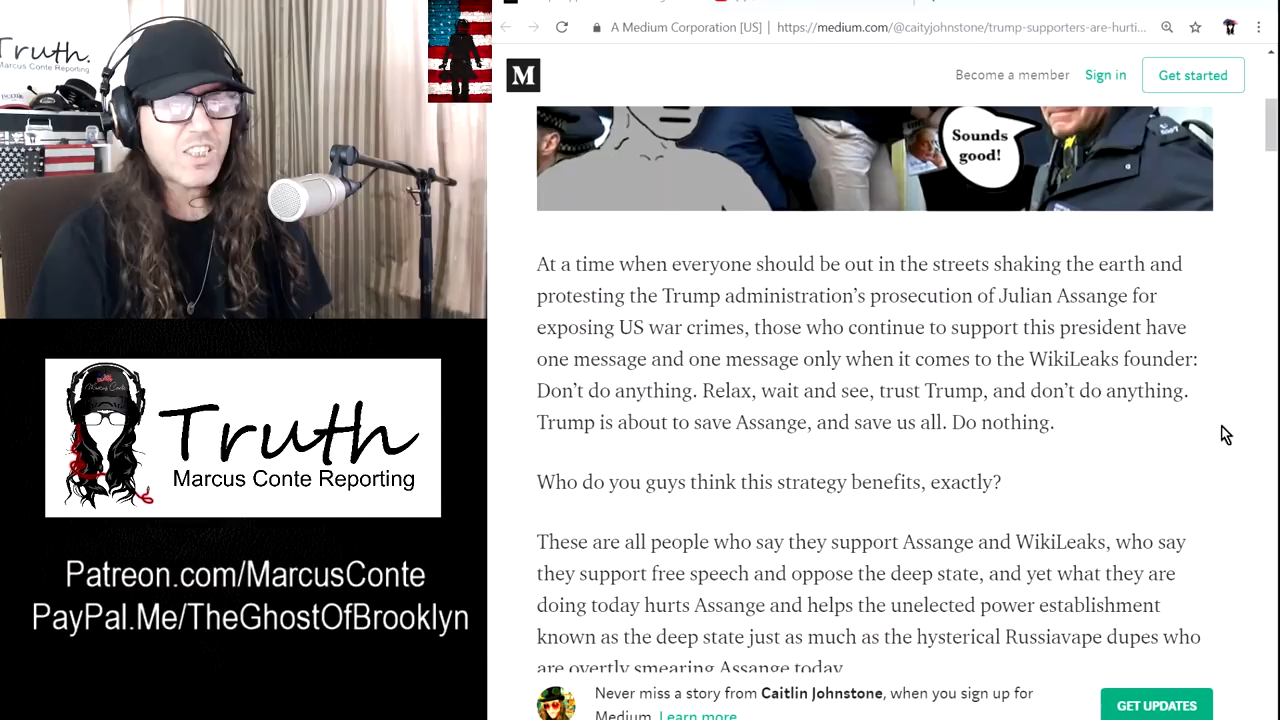 Truth.
Marcus Conte Reporting
A Medium Corporation [US] | https://medium.com/@caityjohnstone/trump-supporters-are-hurti...
M
Become a member
Sign in
Get started
Sounds
good!
At a time when everyone should be out in the streets shaking the earth and
protesting the Trump administration’s prosecution of Julian Assange for
exposing US war crimes, those who continue to support this president have
one message and one message only when it comes to the WikiLeaks founder:
Don’t do anything. Relax, wait and see, trust Trump, and don’t do anything.
Trump is about to save Assange, and save us all. Do nothing.
Who do you guys think this strategy benefits, exactly?
These are all people who say they support Assange and WikiLeaks, who say
they support free speech and oppose the deep state, and yet what they are
doing today hurts Assange and helps the unelected power establishment
known as the deep state just as much as the hysterical Russiavape dupes who
are overtly smearing Assange today
Never miss a story from Caitlin Johnstone, when you sign up for
Medium. Learn more
GET UPDATES
Truth
Marcus Conte Reporting
Patreon.com/MarcusConte
PayPal.Me/TheGhostOfBrooklyn